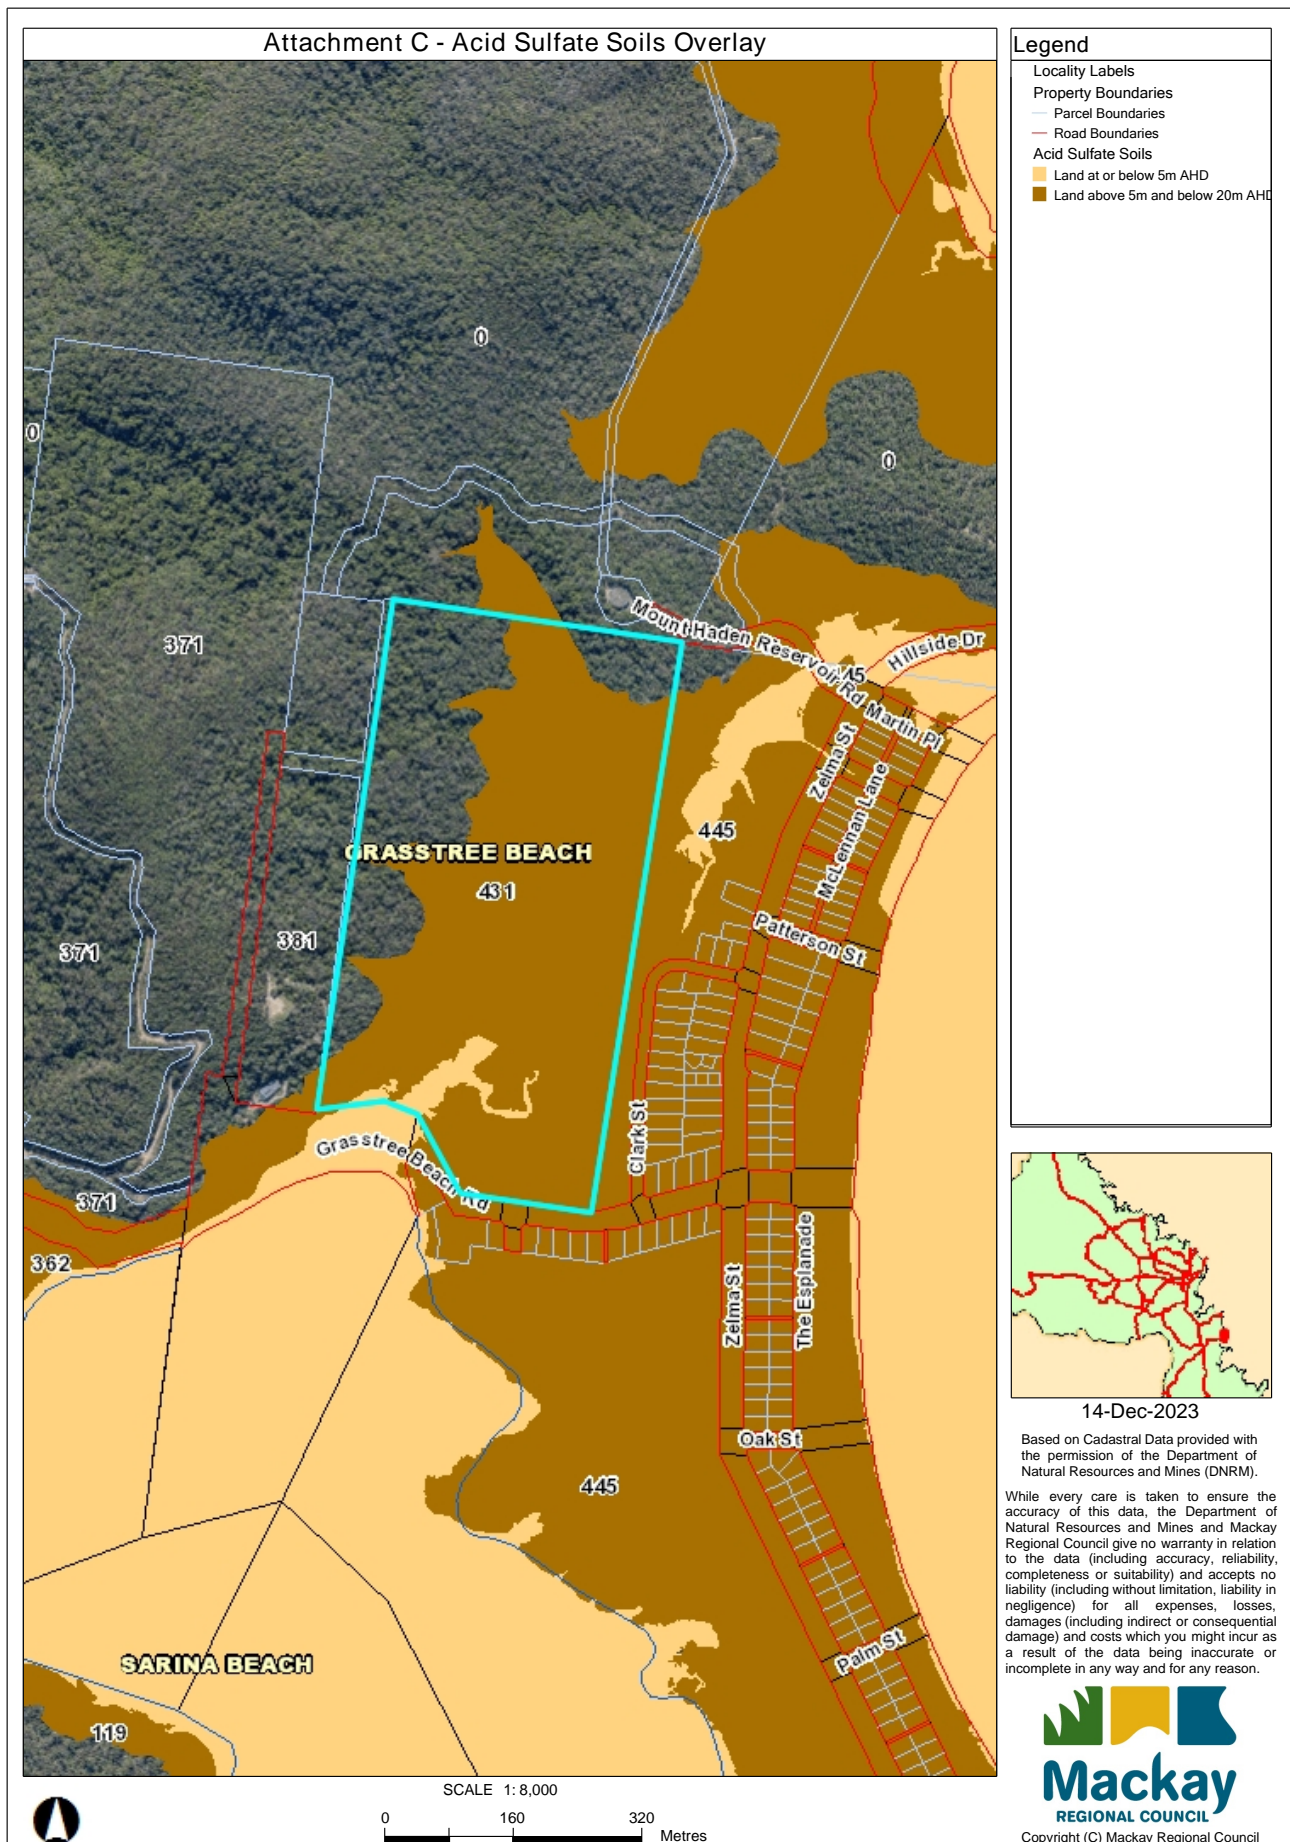 Attachment C - Acid Sulfate Soils Overlay
Legend
Locality Labels
Property Boundaries
Parcel Boundaries
Road Boundaries
Acid Sulfate Soils
Land at or below 5m AHD
Land above 5m and below 20m AHD
0
0
0
371
Mount Haden Reservoir Rd
Hillside Dr
Martin Pl
Zelma St
McLennan Lane
445
GRASSTREE BEACH
431
Patterson St
371
381
Clark St
Grasstree Beach Rd
371
362
Zelma St
The Esplanade
Oak St
445
Palm St
SARINA BEACH
119
14-Dec-2023
Based on Cadastral Data provided with
the permission of the Department of
Natural Resources and Mines (DNRM).
While every care is taken to ensure the
accuracy of this data, the Department of
Natural Resources and Mines and Mackay
Regional Council give no warranty in relation
to the data (including accuracy, reliability,
completeness or suitability) and accepts no
liability (including without limitation, liability in
negligence) for all expenses, losses,
damages (including indirect or consequential
damage) and costs which you might incur as
a result of the data being inaccurate or
incomplete in any way and for any reason.
Mackay
REGIONAL COUNCIL
Copyright (C) Mackay Regional Council
SCALE 1: 8,000
0 160 320
Metres